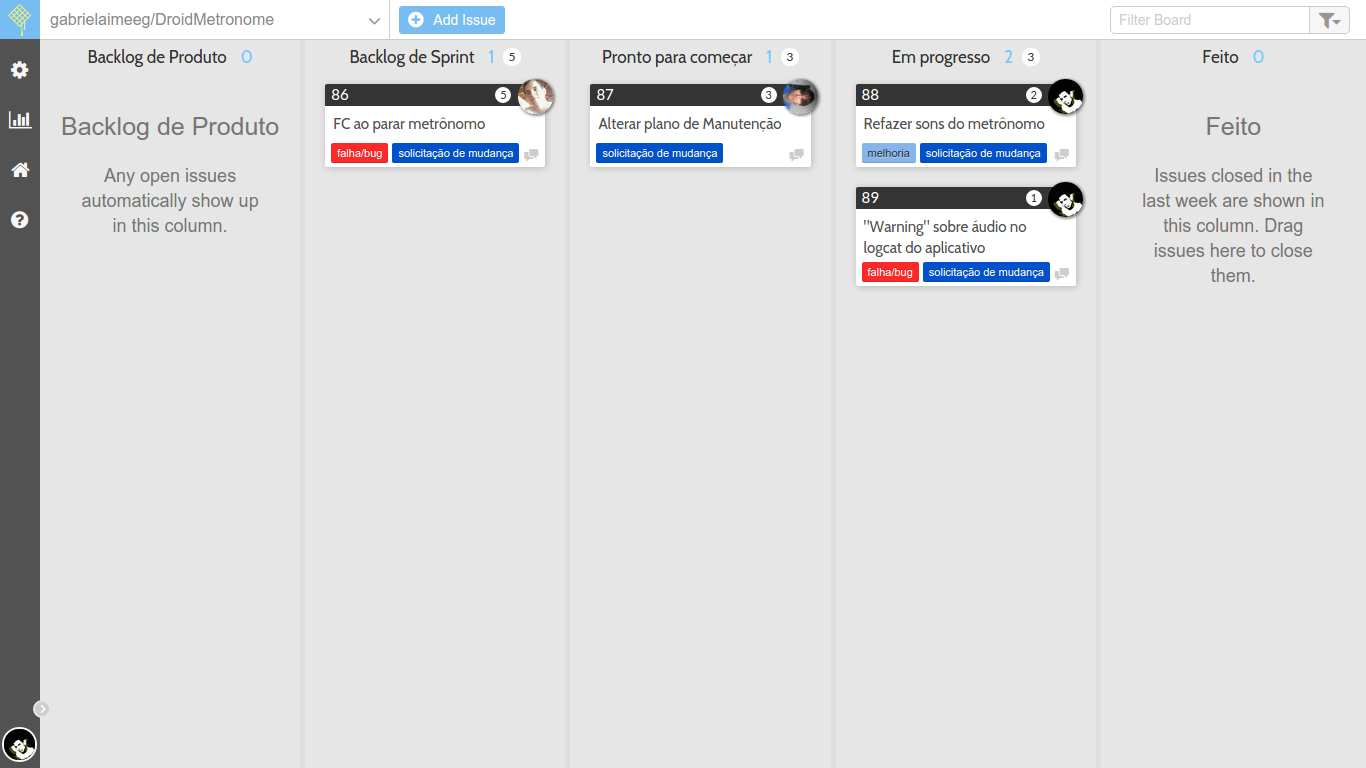 gabrielaimeeg/DroidMetronome
Add Issue
Filter Board
Backlog de Produto 0
Backlog de Produto
Any open issues
automatically show up
in this column.
Backlog de Sprint 1 5
86 5
FC ao parar metrônomo
falha/bug solicitação de mudança
Pronto para começar 1 3
87 3
Alterar plano de Manutenção
solicitação de mudança
Em progresso 2 3
88 2
Refazer sons do metrônomo
melhoria solicitação de mudança
89 1
"Warning" sobre áudio no
logcat do aplicativo
falha/bug solicitação de mudança
Feito 0
Feito
Issues closed in the
last week are shown in
this column. Drag
issues here to close
them.